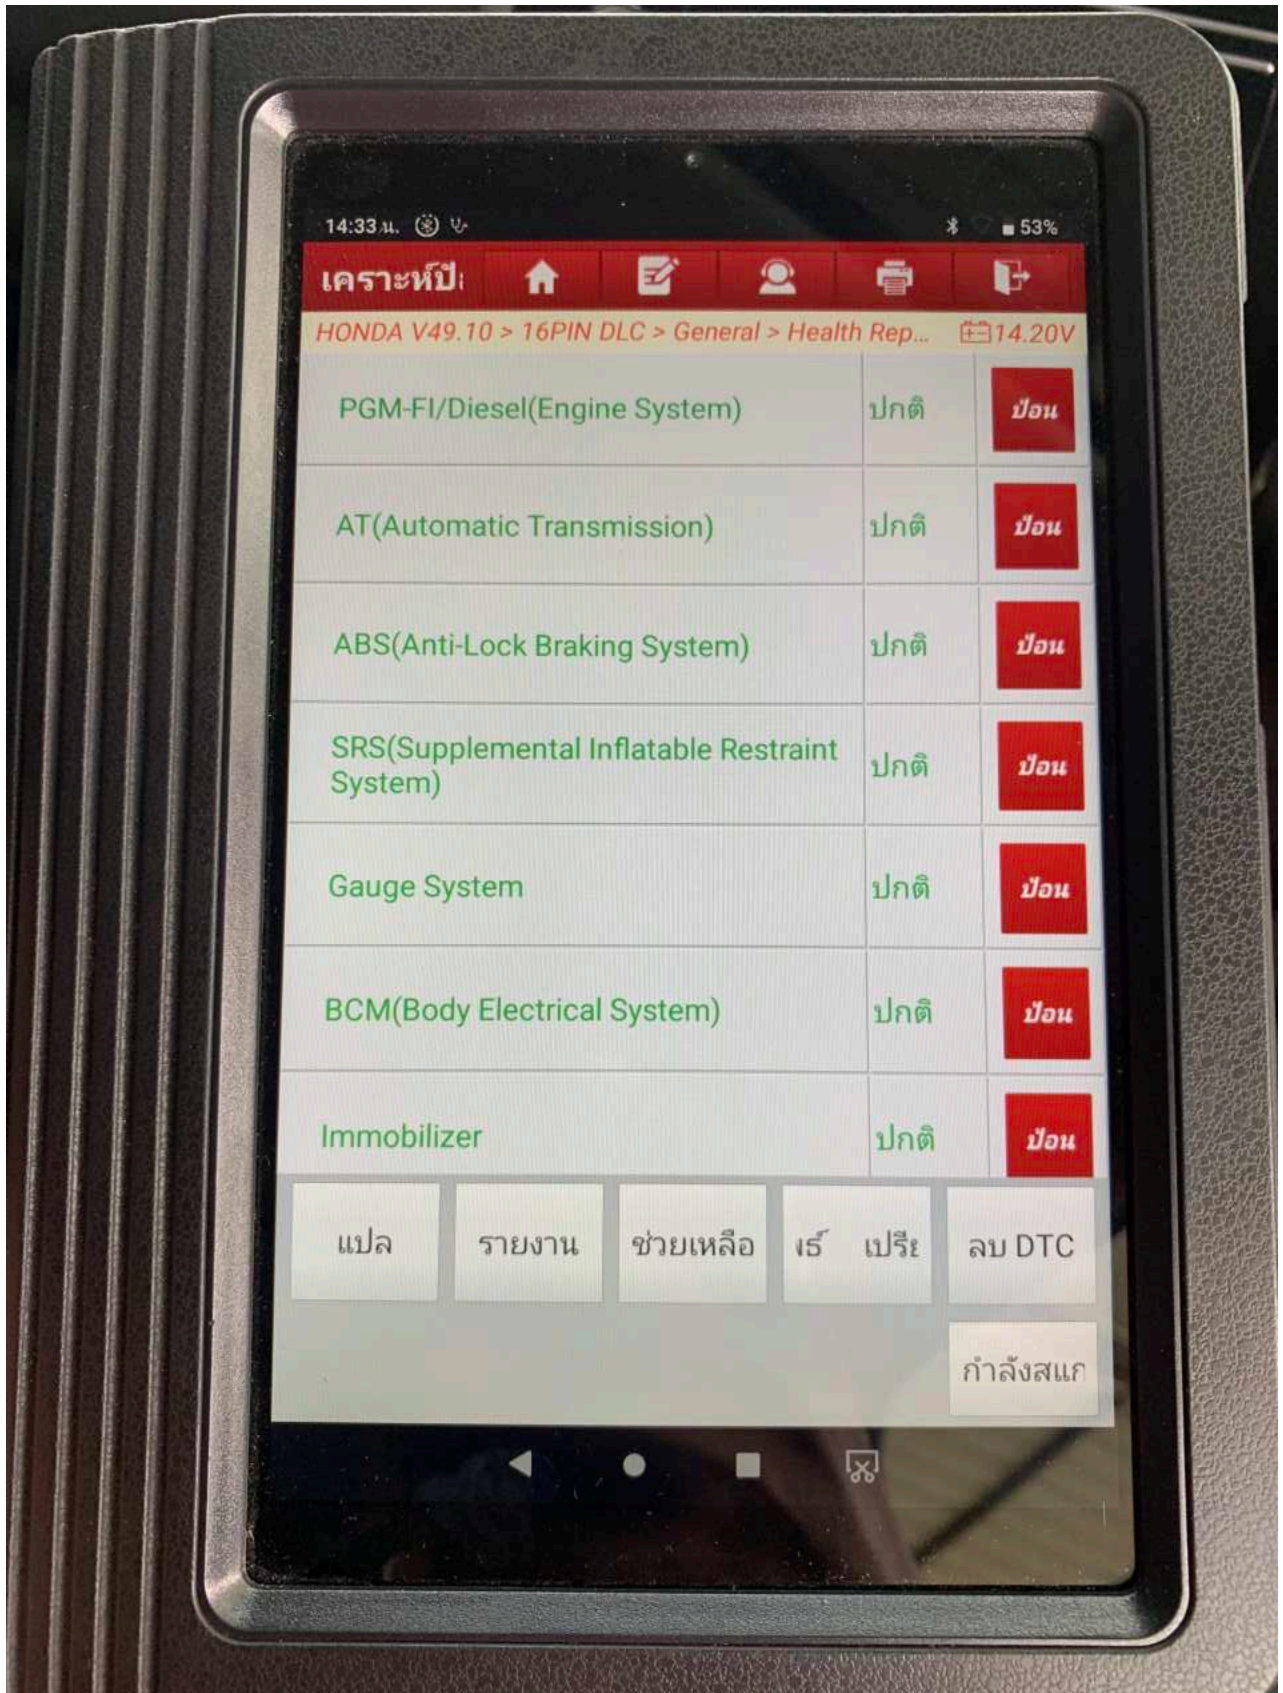 14:33 น.
53%
เคราะห์ปั
HONDA V49.10 > 16PIN DLC > General > Health Rep... 14.20V
PGM-FI/Diesel(Engine System) ปกติ ป้อน
AT(Automatic Transmission) ปกติ ป้อน
ABS(Anti-Lock Braking System) ปกติ ป้อน
SRS(Supplemental Inflatable Restraint
System) ปกติ ป้อน
Gauge System ปกติ ป้อน
BCM(Body Electrical System) ปกติ ป้อน
Immobilizer ปกติ ป้อน
แปล รายงาน ช่วยเหลือ เปรีย ลบ DTC
กำลังสแก